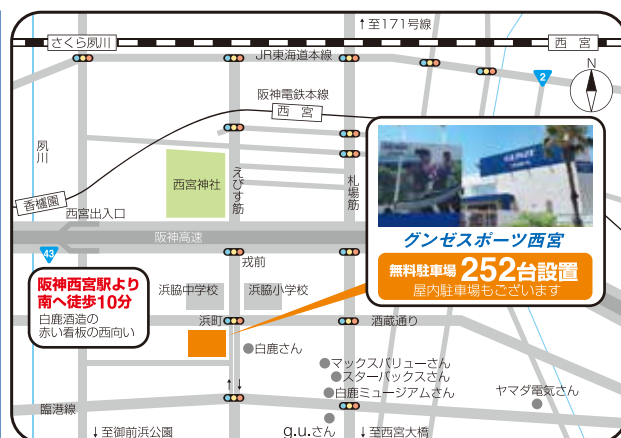 ↑至171号線
さくら夙川
西宮
JR東海道本線
N
2
阪神電鉄本線
西宮
夙川
西宮神社
えびす筋
札場筋
香櫨園
西宮出入口
阪神高速
43
グンゼスポーツ西宮
無料駐車場252台設置
屋内駐車場もございます
戎前
阪神西宮駅より
南へ徒歩10分
白鹿酒造の
赤い看板の西向い
浜脇中学校
浜脇小学校
浜町
酒蔵通り
白鹿さん
マックスバリューさん
スターバックスさん
白鹿ミュージアムさん
ヤマダ電気さん
臨港線
↑
↓
g.u.さん
↓至御前浜公園
↓至西宮大橋